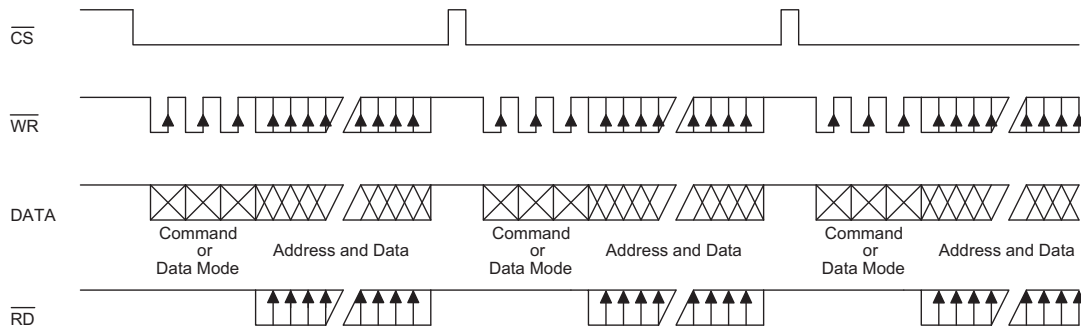 CS
WR
DATA
Command
or
Data Mode
Address and Data
Command
or
Data Mode
Address and Data
Command
or
Data Mode
Address and Data
RD